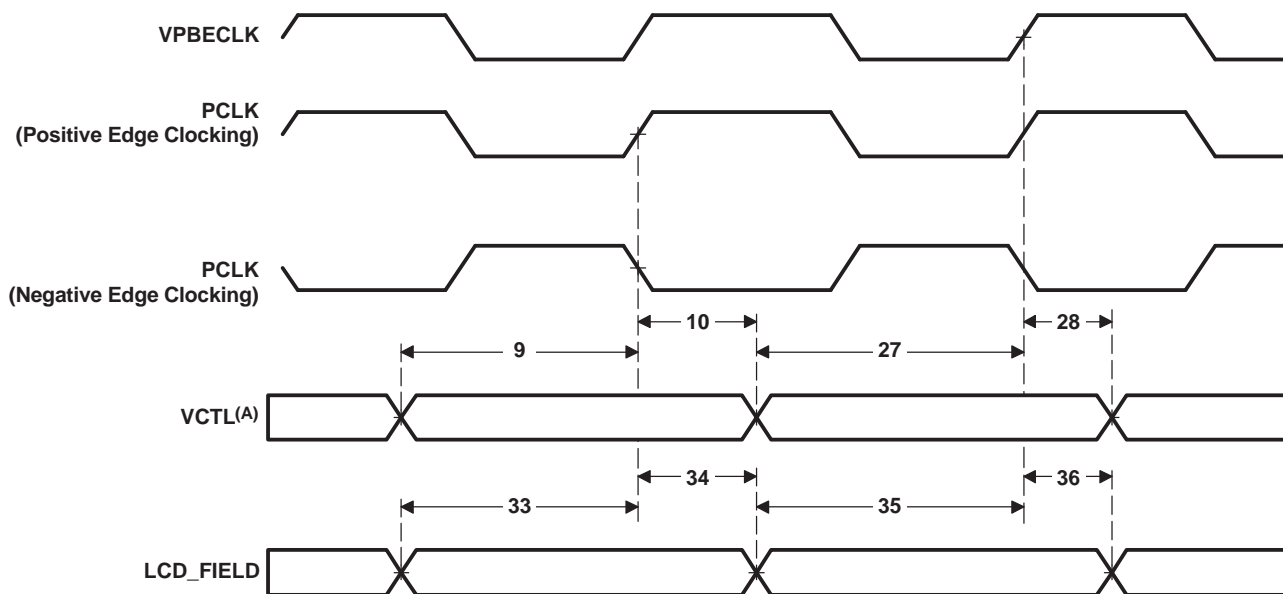 VPBECLK
PCLK
(Positive Edge Clocking)
PCLK
(Negative Edge Clocking)
10
28
9
27
VCTL(A)
34
36
33
35
LCD_FIELD